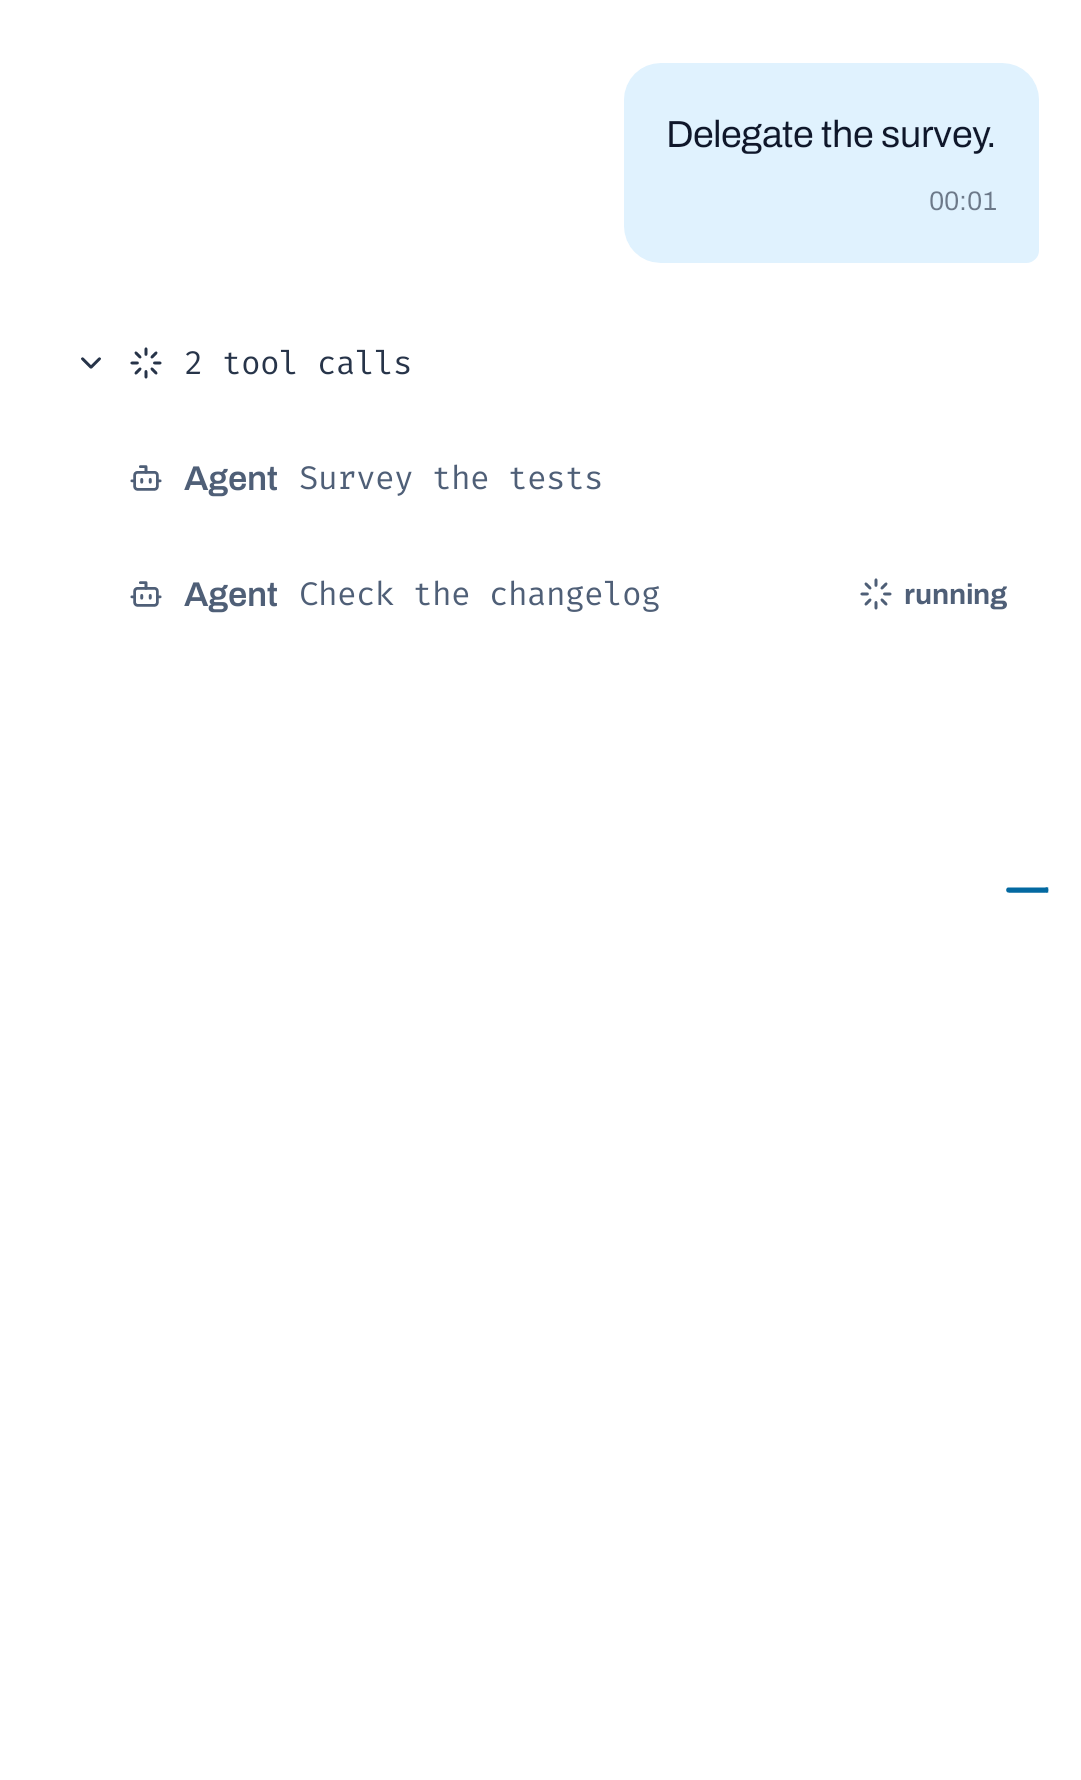 Delegate the survey.
00:01
2 tool calls
Agent Survey the tests
Agent Check the changelog running